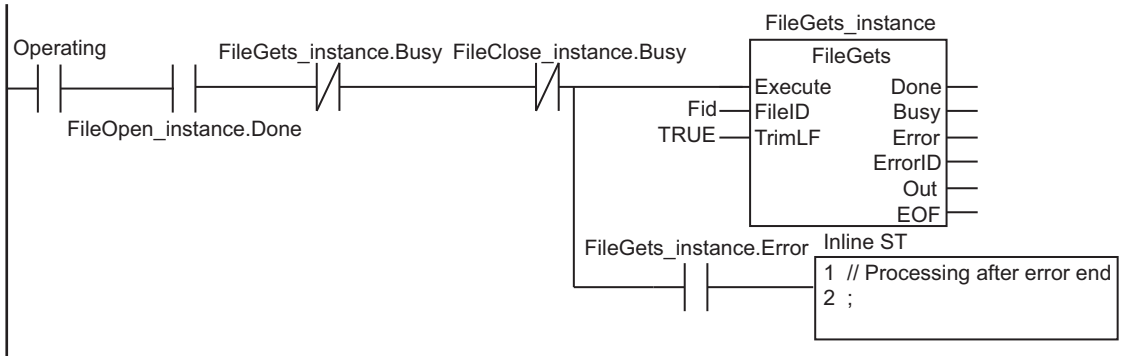 FileGets_instance
Operating
FileGets_instance.Busy FileClose_instance.Busy
FileGets
Execute Done
FileOpen_instance.Done
Fid FileID Busy
TRUE TrimLF Error
ErrorID
Out
EOF
FileGets_instance.Error
Inline ST
1 // Processing after error end
2 ;